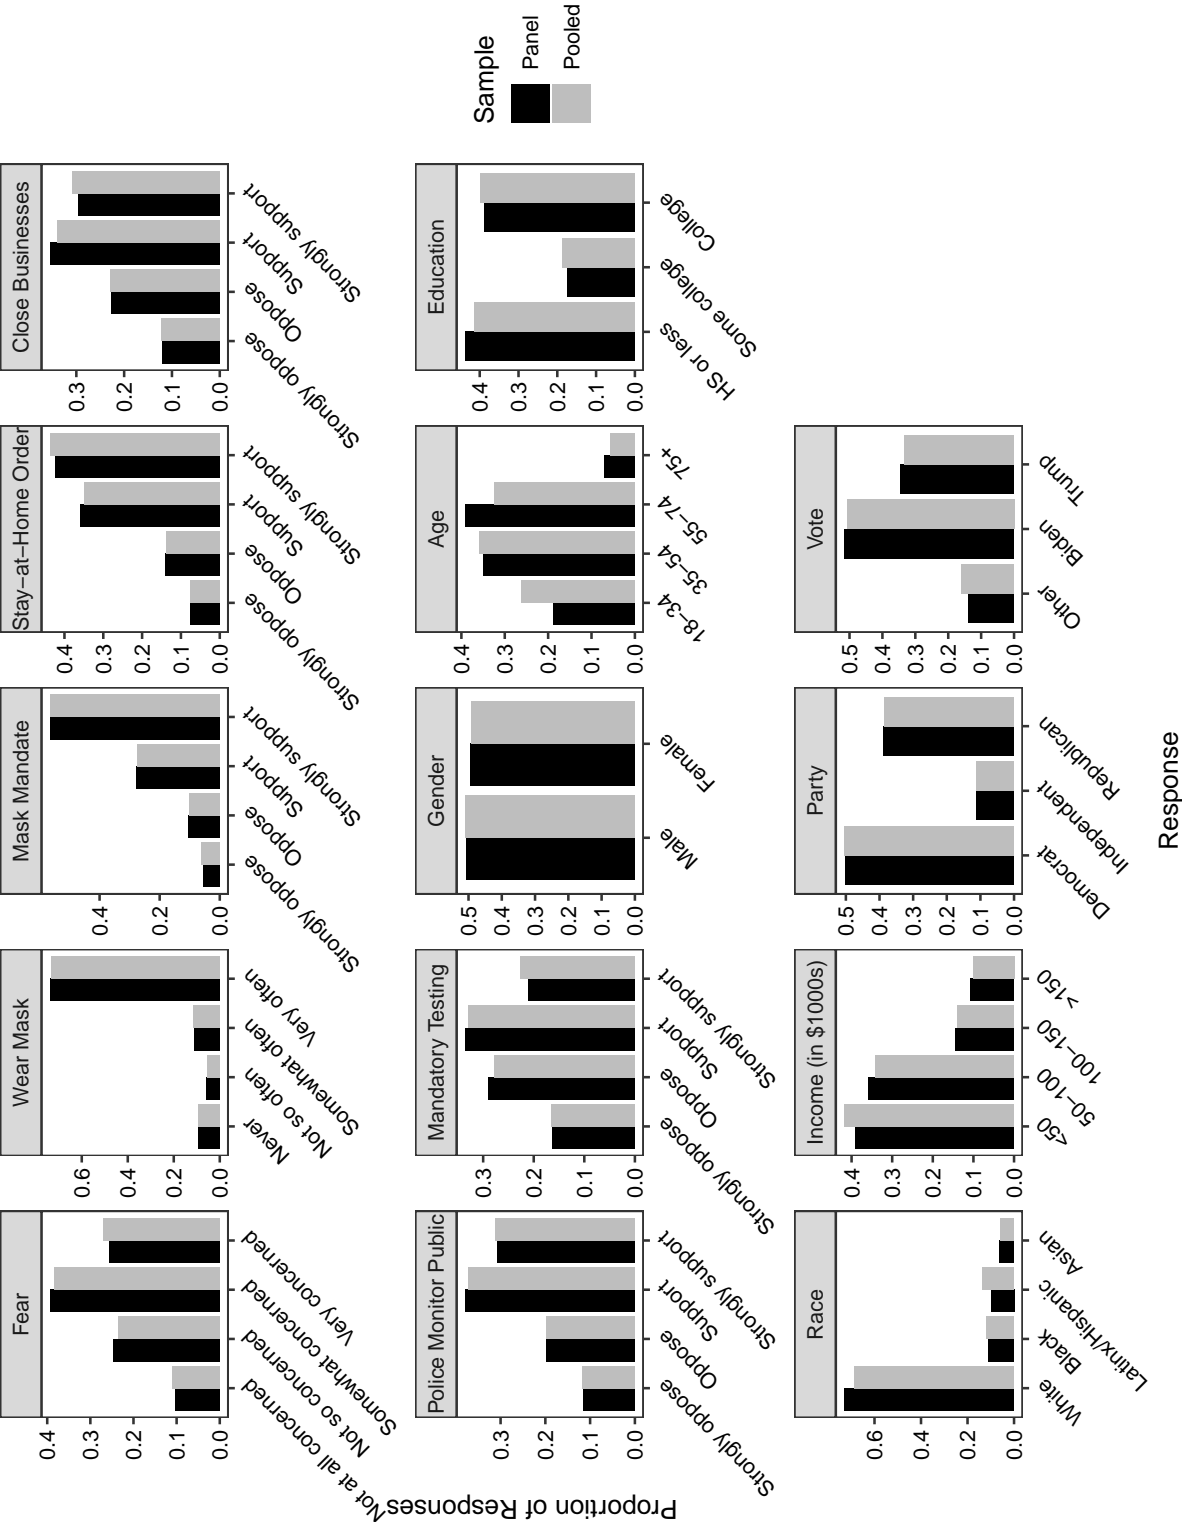 Fear
0.0
0.1
0.2
0.3
0.4
Not at all concerned
Not so concerned
Somewhat concerned
Very concerned
Wear Mask
0.0
0.2
0.4
0.6
Never
Not so often
Somewhat often
Very often
Mask Mandate
0.0
0.2
0.4
Strongly oppose
Oppose
Support
Strongly support
Stay−at−Home Order
0.0
0.1
0.2
0.3
0.4
Strongly oppose
Oppose
Support
Strongly support
Close Businesses
0.0
0.1
0.2
0.3
Strongly oppose
Oppose
Support
Strongly support
Police Monitor Public
0.0
0.1
0.2
0.3
Strongly oppose
Oppose
Support
Strongly support
Mandatory Testing
0.0
0.1
0.2
0.3
Strongly oppose
Oppose
Support
Strongly support
Gender
0.0
0.1
0.2
0.3
0.4
0.5
Male
Female
Age
0.0
0.1
0.2
0.3
0.4
18−34
35−54
55−74
75+
Education
0.0
0.1
0.2
0.3
0.4
HS or less
Some college
College
Race
0.0
0.2
0.4
0.6
White
Black
Latinx/Hispanic
Asian
Income (in $1000s)
0.0
0.1
0.2
0.3
0.4
<50
50−100
100−150
>150
Party
0.0
0.1
0.2
0.3
0.4
0.5
Democrat
Independent
Republican
Vote
0.0
0.1
0.2
0.3
0.4
0.5
Other
Biden
Trump
Response
Proportion of Responses
Sample
Panel
Pooled